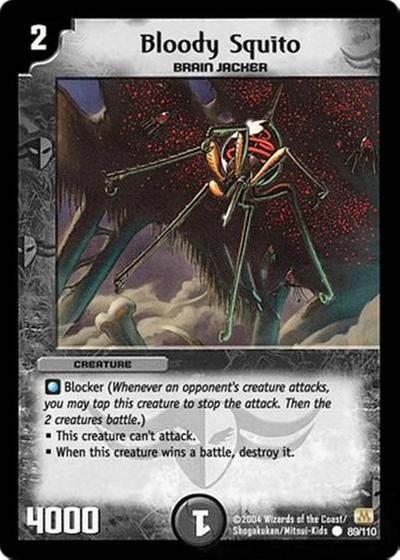 2
Bloody Squito
BRAIN JACKER
CREATURE
Blocker (Whenever an opponent's creature attacks,
you may tap this creature to stop the attack. Then the
2 creatures battle.)
▪ This creature can't attack.
▪ When this creature wins a battle, destroy it.
4000
1
©2004 Wizards of the Coast/
Shogakukan/Mitsui-Kids ● 89/110